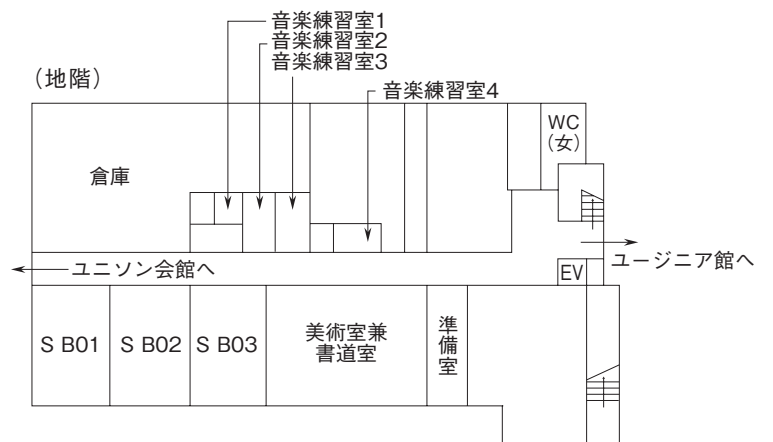 音楽練習室1
音楽練習室2
音楽練習室3
(地階)
音楽練習室4
WC
(女)
倉庫
ユニソン会館へ
ユージニア館へ
EV
S B01
S B02
S B03
美術室兼
書道室
準備室